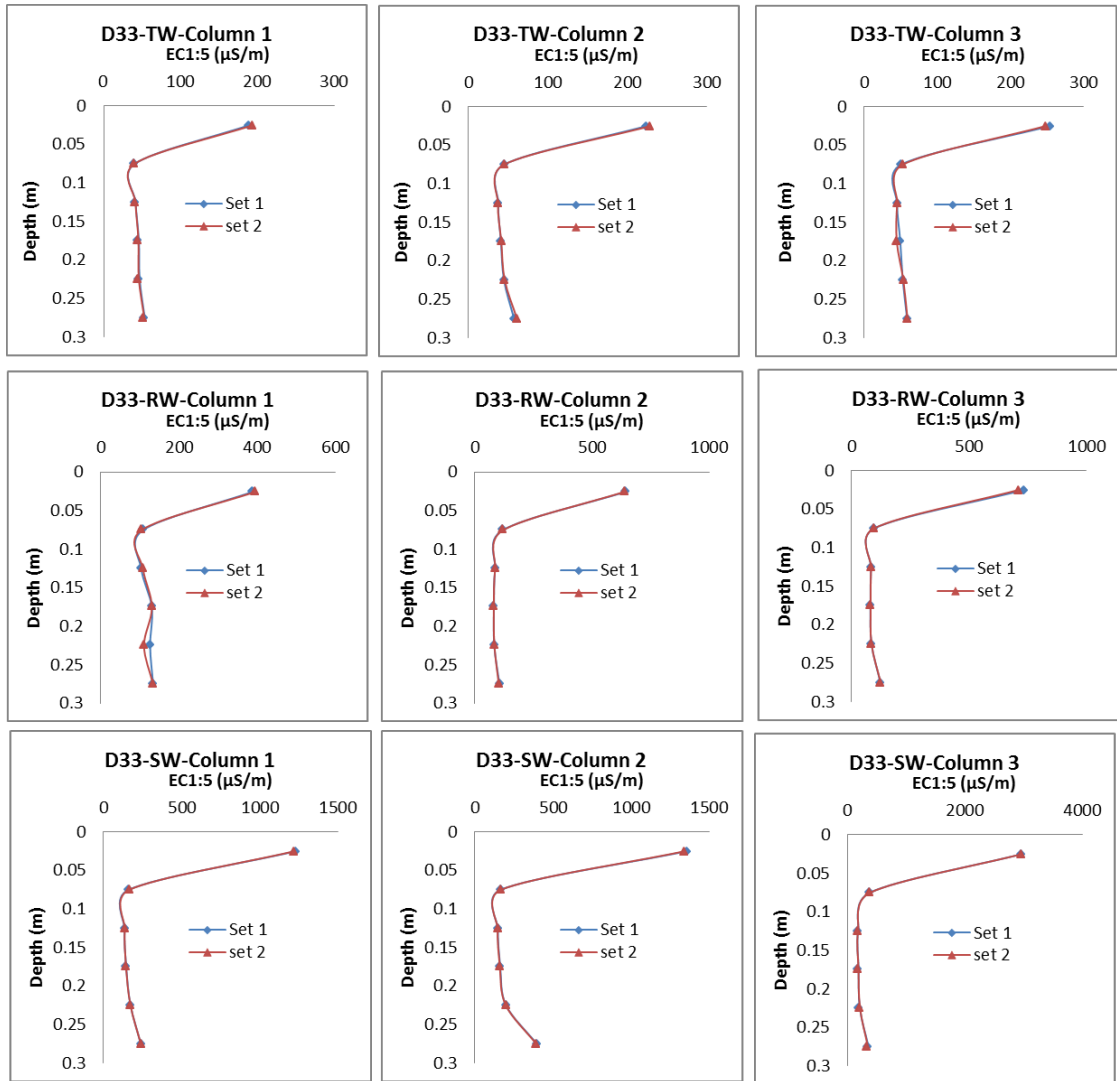 D33-TW-Column 1
EC1:5 (µS/m)
0 100 200 300
0
0.05
0.1
0.15
0.2
0.25
0.3
Depth (m)
Set 1
set 2
D33-TW-Column 2
EC1:5 (µS/m)
0 100 200 300
0
0.05
0.1
0.15
0.2
0.25
0.3
Depth (m)
Set 1
set 2
D33-TW-Column 3
EC1:5 (µS/m)
0 100 200 300
0
0.05
0.1
0.15
0.2
0.25
0.3
Depth (m)
Set 1
set 2
D33-RW-Column 1
EC1:5 (µS/m)
0 200 400 600
0
0.05
0.1
0.15
0.2
0.25
0.3
Depth (m)
Set 1
set 2
D33-RW-Column 2
EC1:5 (µS/m)
0 500 1000
0
0.05
0.1
0.15
0.2
0.25
0.3
Depth (m)
Set 1
set 2
D33-RW-Column 3
EC1:5 (µS/m)
0 500 1000
0
0.05
0.1
0.15
0.2
0.25
0.3
Depth (m)
Set 1
set 2
D33-SW-Column 1
EC1:5 (µS/m)
0 500 1000 1500
0
0.05
0.1
0.15
0.2
0.25
0.3
Depth (m)
Set 1
set 2
D33-SW-Column 2
EC1:5 (µS/m)
0 500 1000 1500
0
0.05
0.1
0.15
0.2
0.25
0.3
Depth (m)
Set 1
set 2
D33-SW-Column 3
EC1:5 (µS/m)
0 2000 4000
0
0.05
0.1
0.15
0.2
0.25
0.3
Depth (m)
Set 1
set 2